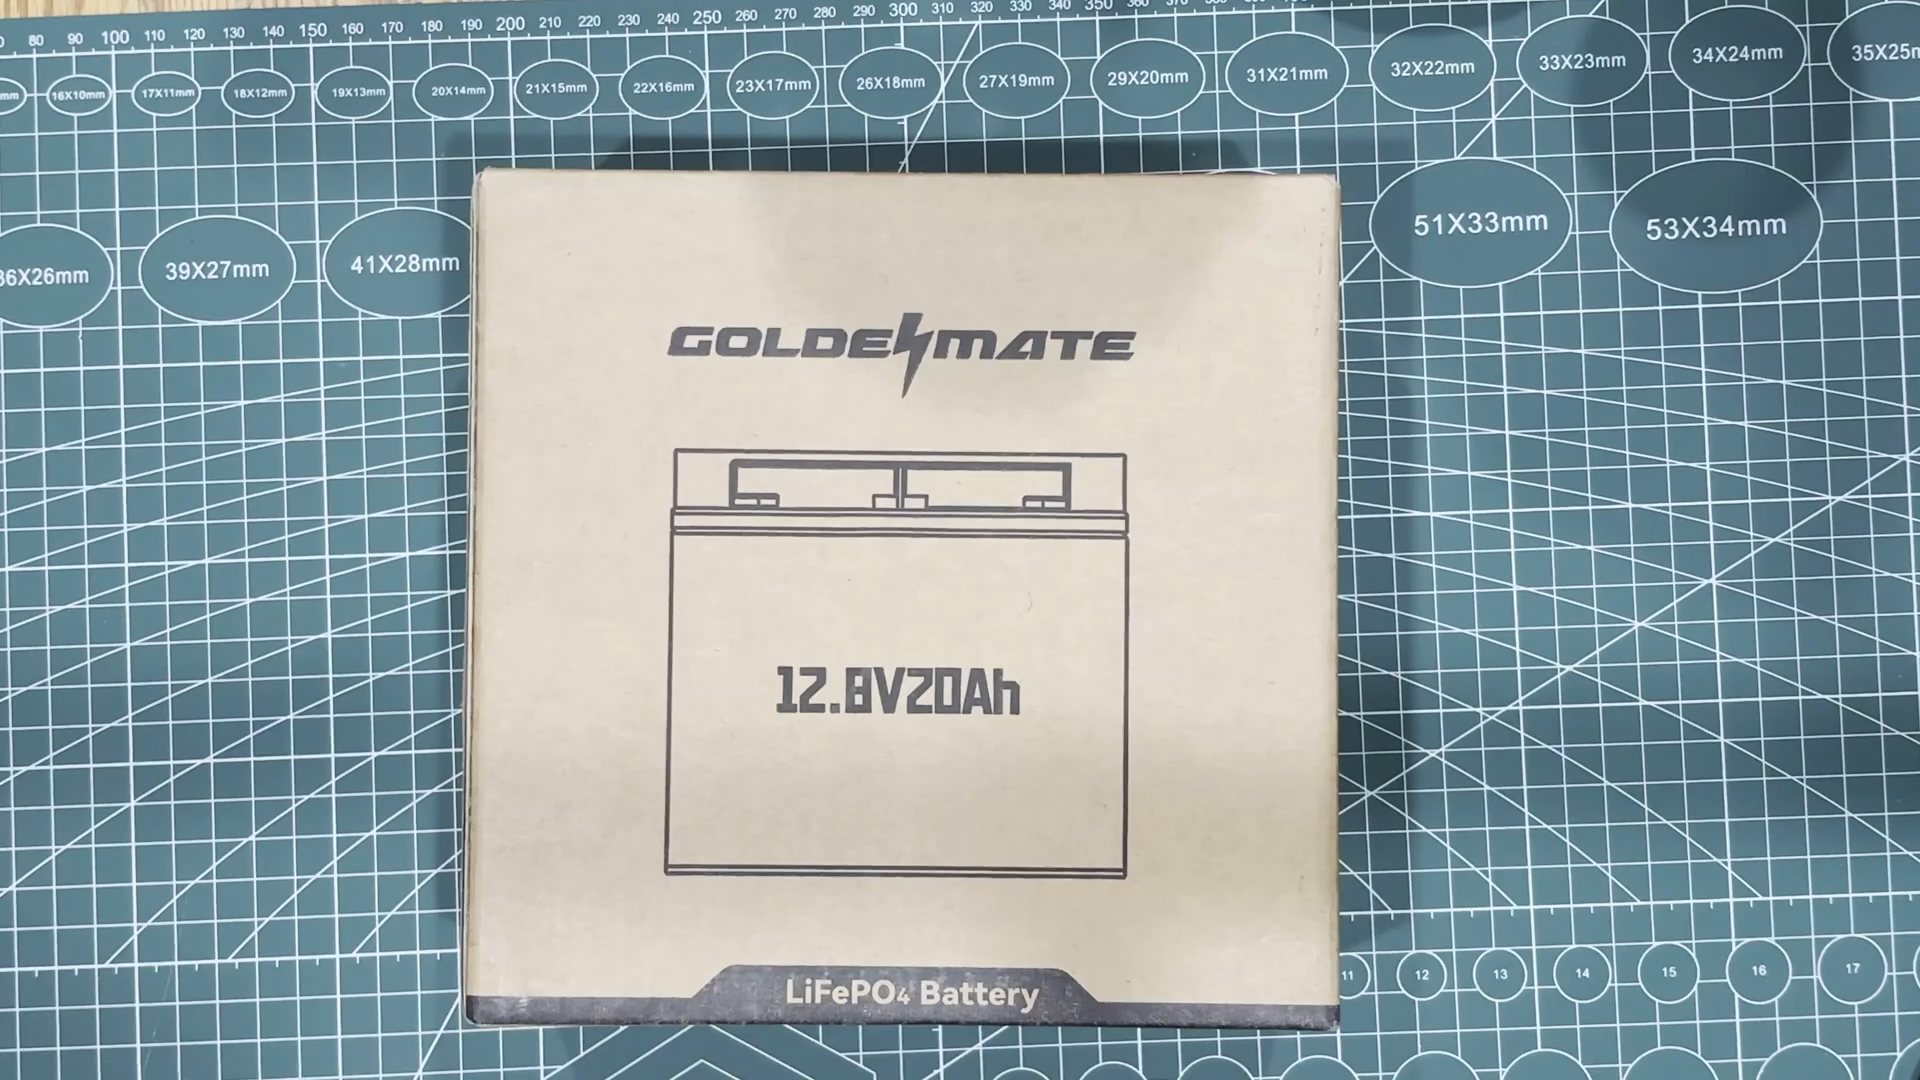 80 90 100 110 120 130 140 150 160 170 180 190 200 210 220 230 240 250 260 270 280 290 300 310 320 330 340 350
16X10mm 17X11mm 18X12mm 19X13mm 20X14mm 21X15mm 22X16mm 23X17mm 26X18mm 27X19mm 29X20mm 31X21mm 32X22mm 33X23mm 34X24mm
39X27mm 41X28mm 51X33mm 53X34mm
GOLDENMATE
12.8V20Ah
LiFePO₄ Battery
11 12 13 14 15 16 17